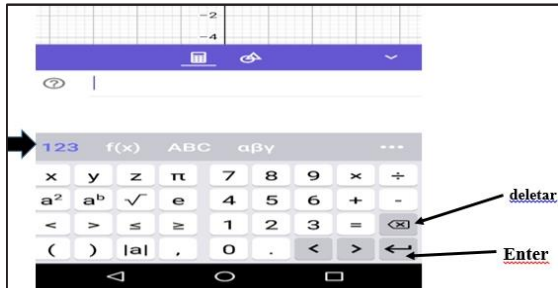 -2
-4
?
123 f(x) ABC αβγ ...
x y z π 7 8 9 × ÷
a² aᵇ √ e 4 5 6 + -
< > ≤ ≥ 1 2 3 = deletar
( ) |a| , 0 . < > Enter